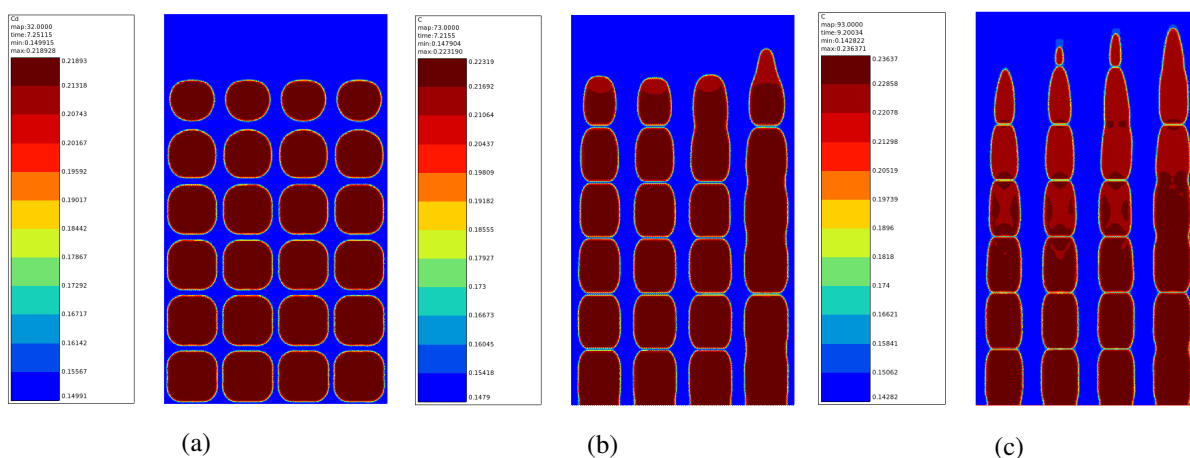 Cd
map:32.0000
time:7.25115
min:0.149915
max:0.218928
0.21893
0.21318
0.20743
0.20167
0.19592
0.19017
0.18442
0.17867
0.17292
0.16717
0.16142
0.15567
0.14991
(a)
C
map:73.0000
time:7.2155
min:0.147904
max:0.223190
0.22319
0.21692
0.21064
0.20437
0.19809
0.19182
0.18555
0.17927
0.173
0.16673
0.16045
0.15418
0.1479
(b)
C
map:93.0000
time:9.20034
min:0.142822
max:0.236371
0.23637
0.22858
0.22078
0.21298
0.20519
0.19739
0.1896
0.1818
0.174
0.16621
0.15841
0.15062
0.14282
(c)